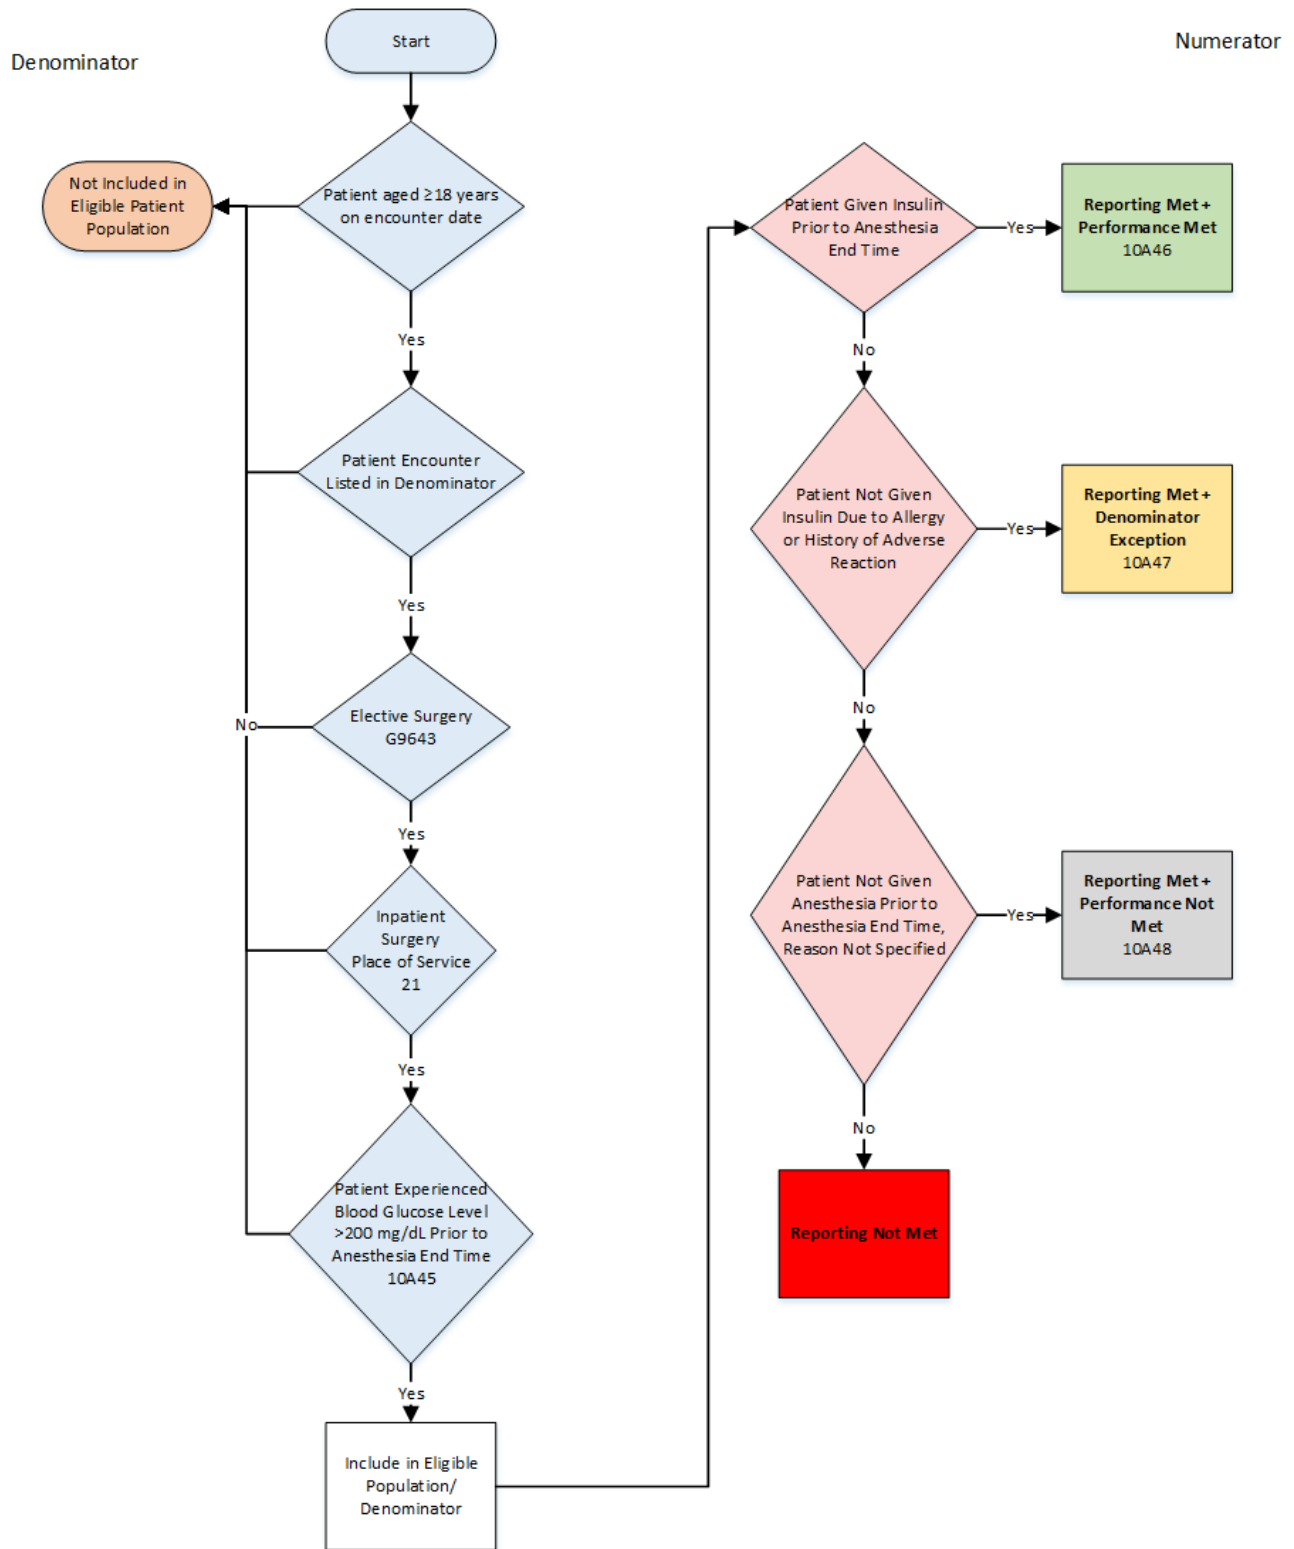 Denominator
Numerator
Start
Patient aged ≥18 years
on encounter date
Not Included in
Eligible Patient
Population
Yes
Patient Encounter
Listed in Denominator
Yes
Elective Surgery
G9643
No
Yes
Inpatient
Surgery
Place of Service
21
Yes
Patient Experienced
Blood Glucose Level
>200 mg/dL Prior to
Anesthesia End Time
10A45
Yes
Include in Eligible
Population/
Denominator
Patient Given Insulin
Prior to Anesthesia
End Time
Yes
Reporting Met +
Performance Met
10A46
No
Patient Not Given
Insulin Due to Allergy
or History of Adverse
Reaction
Yes
Reporting Met +
Denominator
Exception
10A47
No
Patient Not Given
Anesthesia Prior to
Anesthesia End Time,
Reason Not Specified
Yes
Reporting Met +
Performance Not
Met
10A48
No
Reporting Not Met